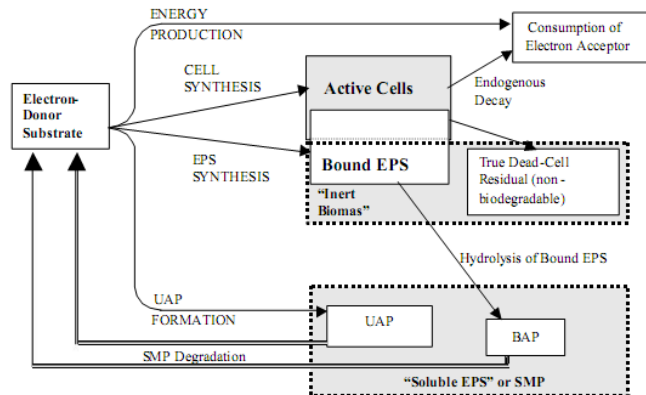 ENERGY
PRODUCTION
Consumption of
Electron Acceptor
CELL
SYNTHESIS
Active Cells
Endogenous
Decay
Electron-
Donor
Substrate
EPS
SYNTHESIS
Bound EPS
True Dead-Cell
Residual (non-
biodegradable)
“Inert
Biomas”
Hydrolysis of Bound EPS
UAP
FORMATION
UAP
BAP
SMP Degradation
“Soluble EPS” or SMP